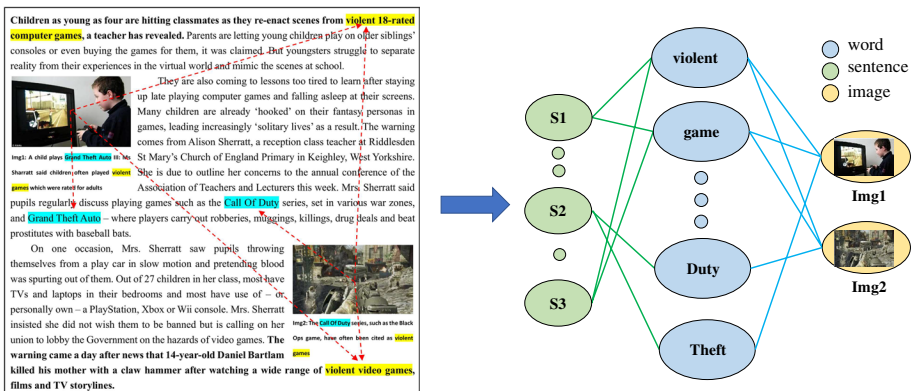 Children as young as four are hitting classmates as they re-enact scenes from violent 18-rated
computer games, a teacher has revealed. Parents are letting young children play on older siblings'
consoles or even buying the games for them, it was claimed. But youngsters struggle to separate
reality from their experiences in the virtual world and mimic the scenes at school.
They are also coming to lessons too tired to learn after staying
up late playing computer games and falling asleep at their screens.
Many children are already 'hooked' on their fantasy personas in
games, leading increasingly 'solitary lives' as a result. The warning
comes from Alison Sherratt, a reception class teacher at Riddlesden
St Mary's Church of England Primary in Keighley, West Yorkshire.
She is due to outline her concerns to the annual conference of the
Association of Teachers and Lecturers this week. Mrs Sherratt said
Img1: A child plays Grand Theft Auto III: Ms
Sharratt said children often played violent
games which were rated for adults
pupils regularly discuss playing games such as the Call Of Duty series, set in various war zones,
and Grand Theft Auto – where players carry out robberies, muggings, killings, drug deals and beat
prostitutes with baseball bats.
On one occasion, Mrs. Sherratt saw pupils throwing
themselves from a play car in slow motion and pretending blood
was spurting out of them. Out of 27 children in her class, most have
TVs and laptops in their bedrooms and most have use of – or
personally own – a PlayStation, Xbox or Wii console. Mrs. Sherratt
insisted she did not wish them to be banned but is calling on her
union to lobby the Government on the hazards of video games. The
warning came a day after news that 14-year-old Daniel Bartlam
killed his mother with a claw hammer after watching a wide range of violent video games,
films and TV storylines.
Img2: The Call Of Duty series, such as the Black
Ops game, have often been cited as violent
games
S1
S2
S3
violent
game
Duty
Theft
word
sentence
image
Img1
Img2